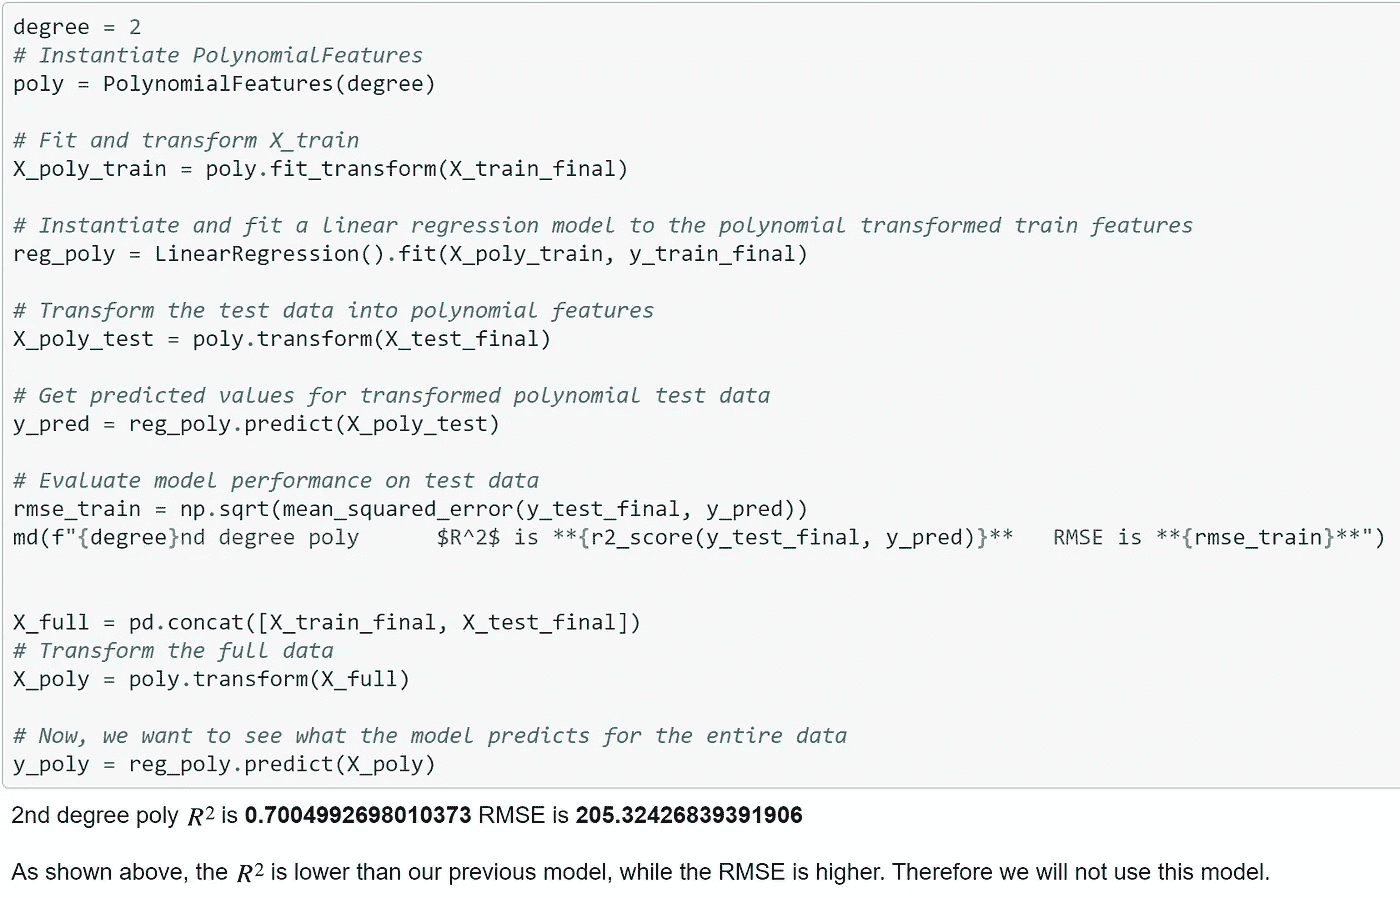 degree = 2
# Instantiate PolynomialFeatures
poly = PolynomialFeatures(degree)
# Fit and transform X_train
X_poly_train = poly.fit_transform(X_train_final)
# Instantiate and fit a linear regression model to the polynomial transformed train features
reg_poly = LinearRegression().fit(X_poly_train, y_train_final)
# Transform the test data into polynomial features
X_poly_test = poly.transform(X_test_final)
# Get predicted values for transformed polynomial test data
y_pred = reg_poly.predict(X_poly_test)
# Evaluate model performance on test data
rmse_train = np.sqrt(mean_squared_error(y_test_final, y_pred))
md(f"{degree}nd degree poly      $R^2$ is **{r2_score(y_test_final, y_pred)}**   RMSE is **{rmse_train}**")
X_full = pd.concat([X_train_final, X_test_final])
# Transform the full data
X_poly = poly.transform(X_full)
# Now, we want to see what the model predicts for the entire data
y_poly = reg_poly.predict(X_poly)
2nd degree poly R² is 0.7004992698010373 RMSE is 205.32426839391906
As shown above, the R² is lower than our previous model, while the RMSE is higher. Therefore we will not use this model.